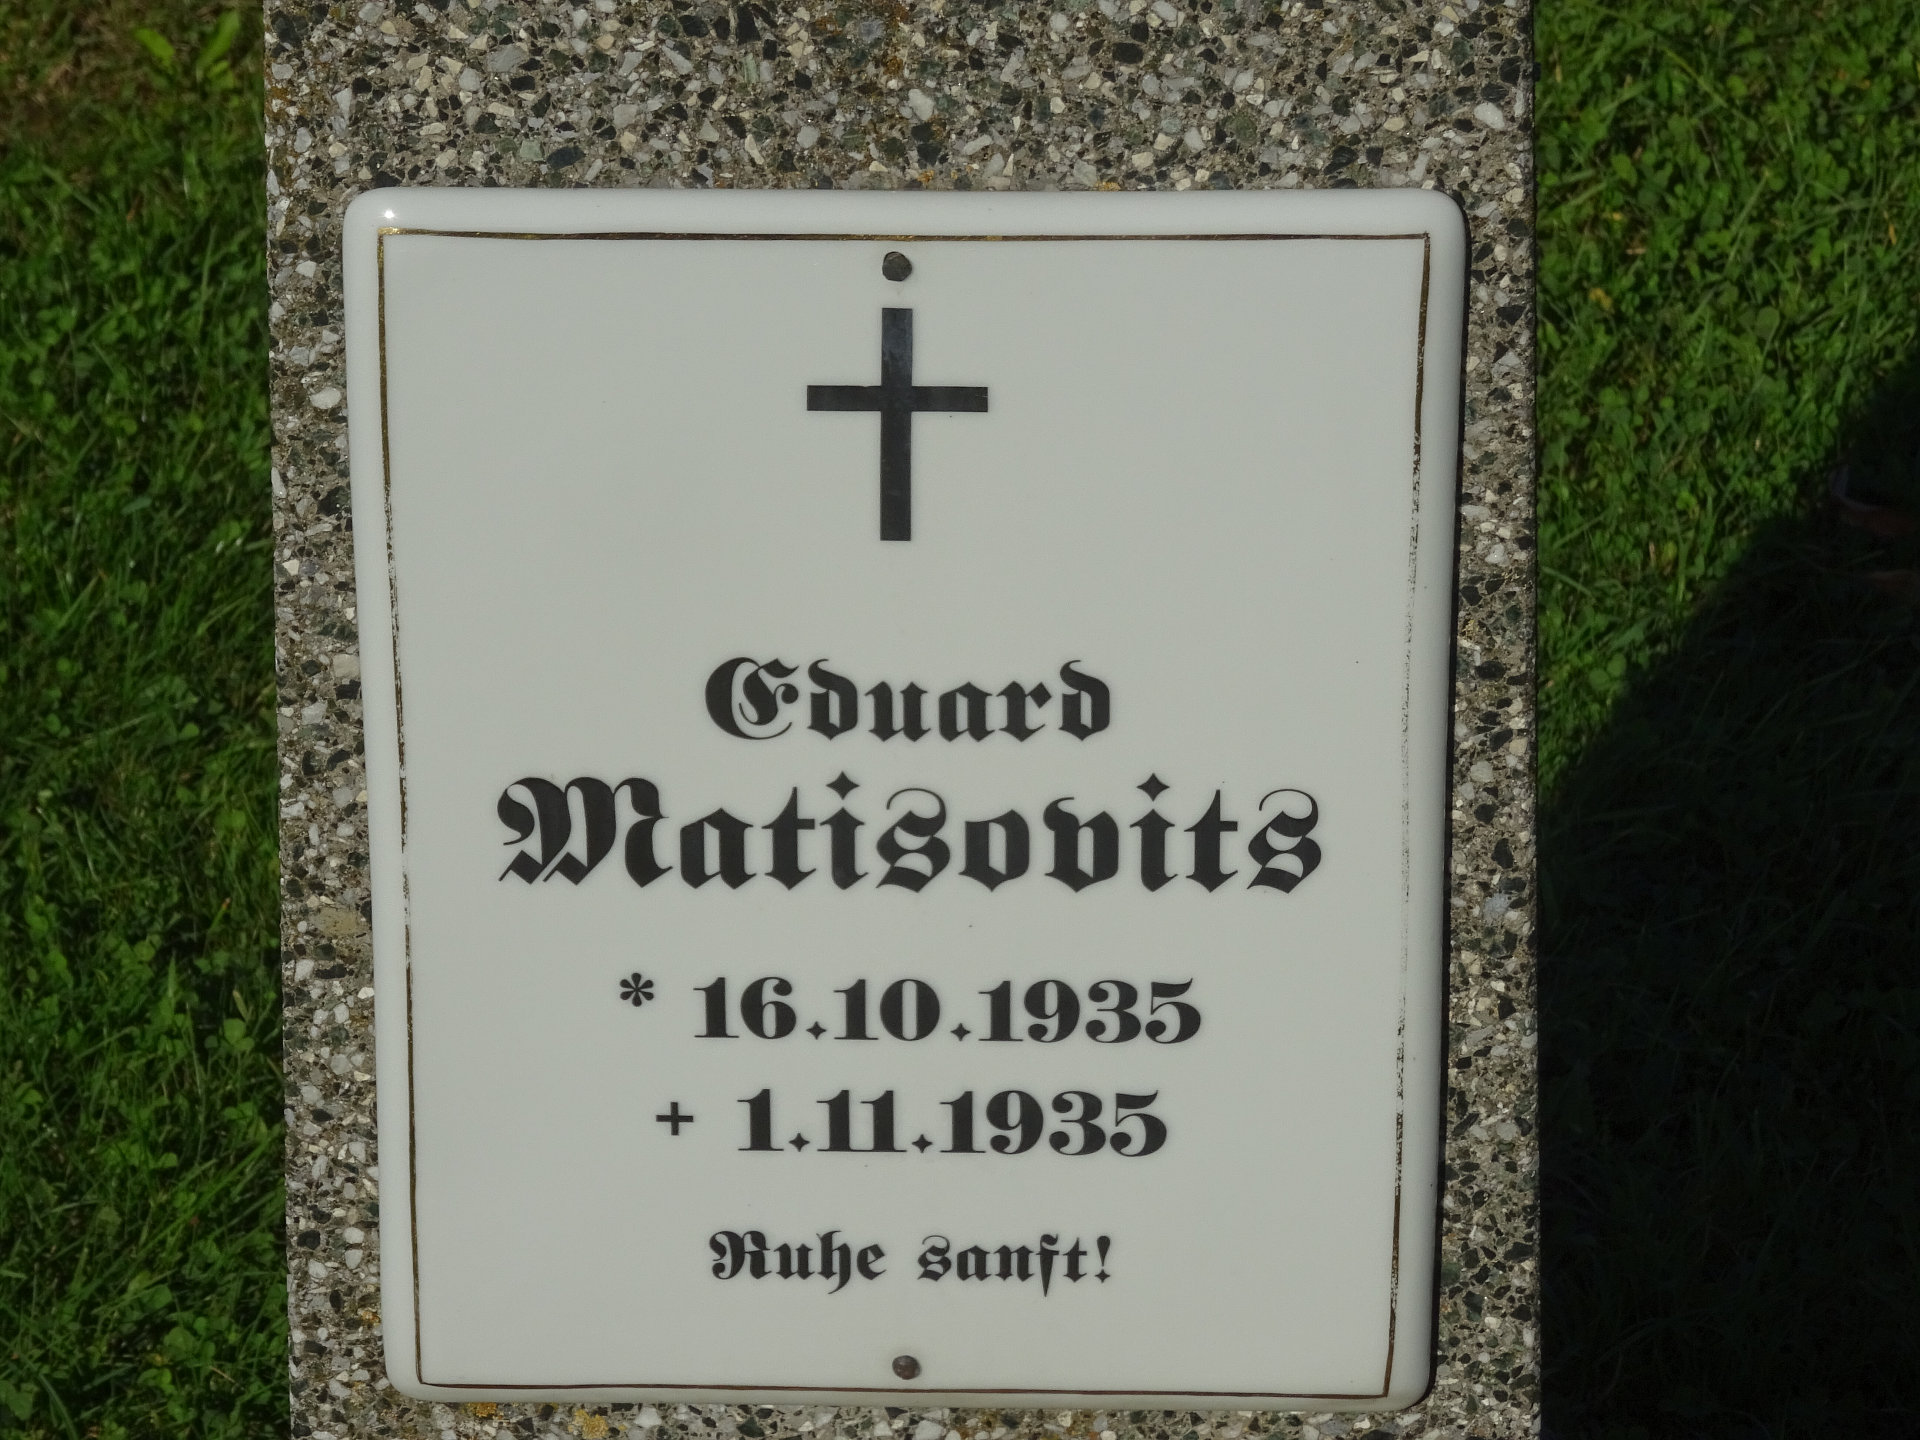 Eduard
Matisovits
* 16.10.1935
+ 1.11.1935
Ruhe sanft!